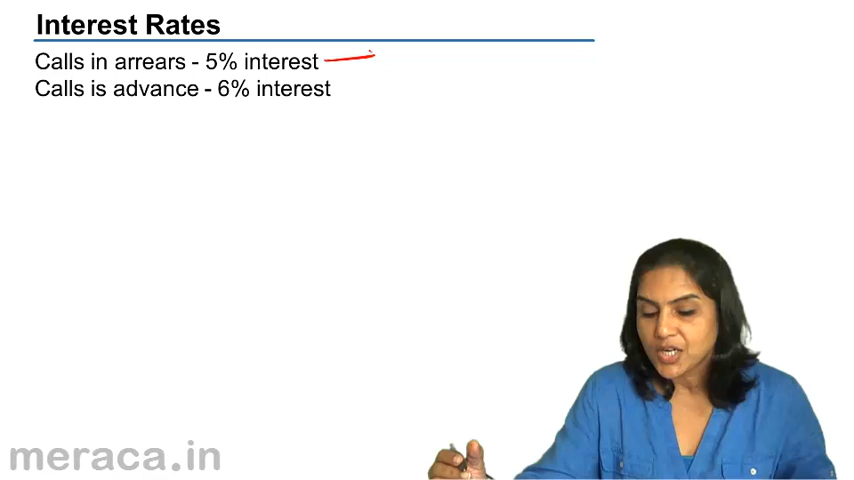 Interest Rates
Calls in arrears - 5% interest
Calls is advance - 6% interest
meraca.in